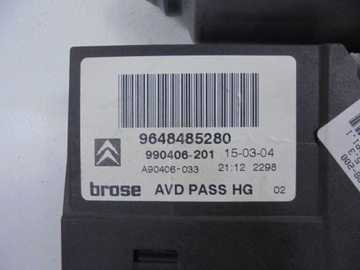 9648485280
990406-201 15-03-04
A90406-033 21:12 2298
brose AVD PASS HG 02